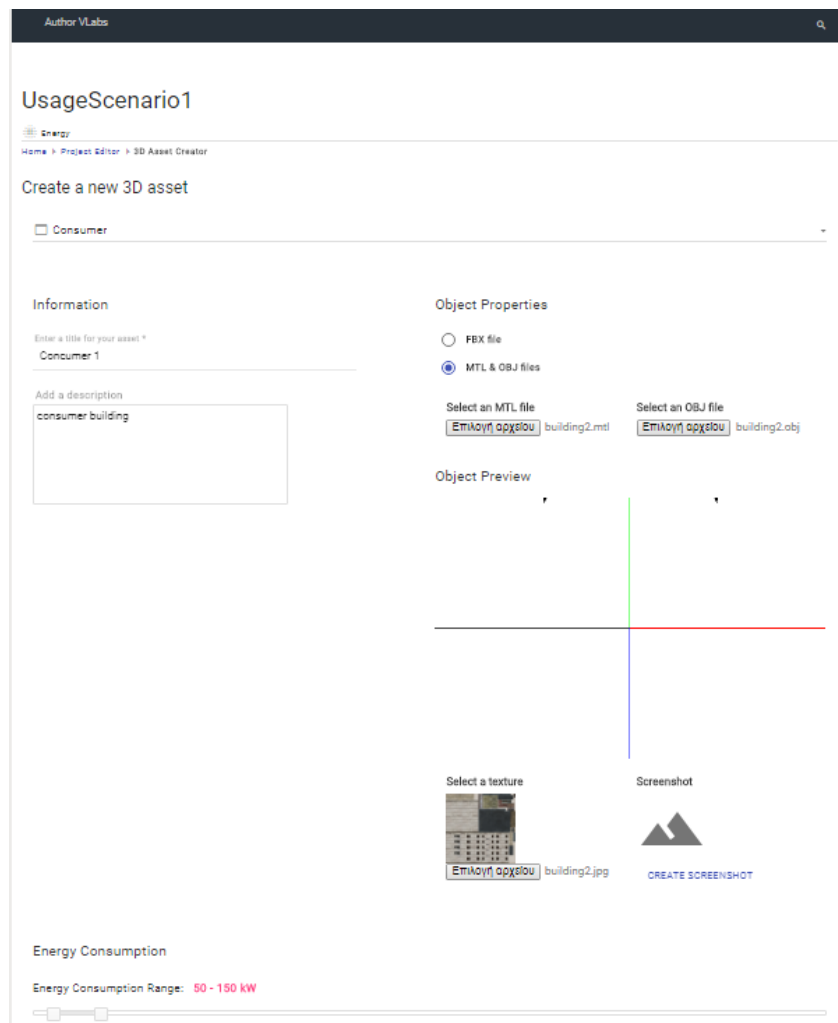 Author VLabs
UsageScenario1
Energy
Home Project Editor 3D Asset Creator
Create a new 3D asset
Consumer
Information
Enter a title for your asset *
Concumer 1
Add a description
consumer building
Object Properties
FBX file
MTL & OBJ files
Select an MTL file Select an OBJ file
Επιλογή αρχείου building2.mtl Επιλογή αρχείου building2.obj
Object Preview
Select a texture Screenshot
Επιλογή αρχείου building2.jpg
CREATE SCREENSHOT
Energy Consumption
Energy Consumption Range: 50 - 150 kW